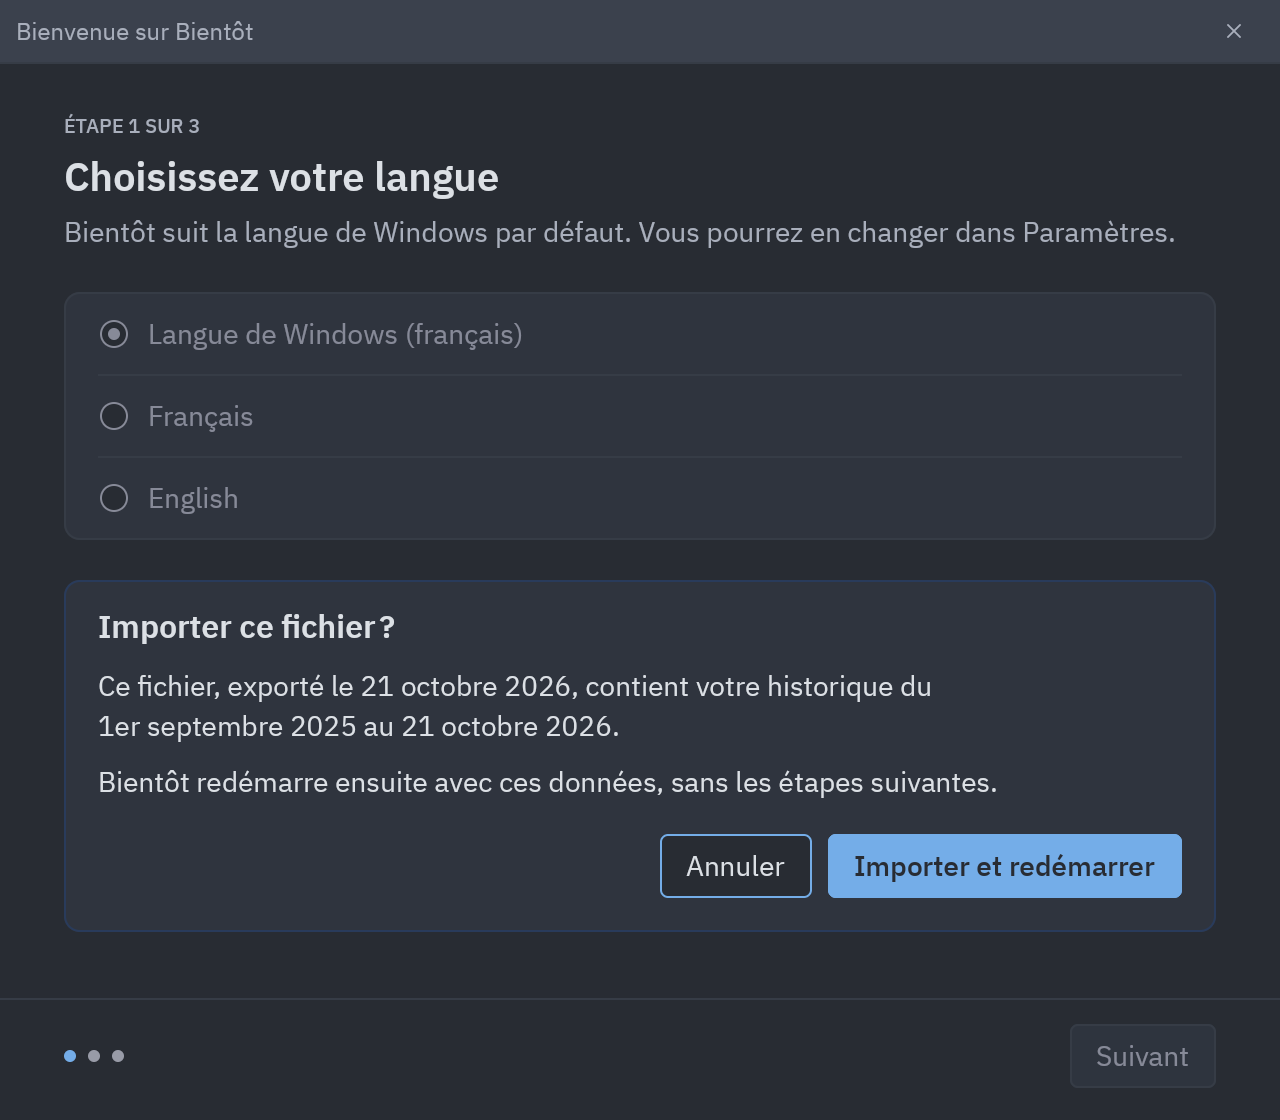 Bienvenue sur Bientôt
ÉTAPE 1 SUR 3
Choisissez votre langue
Bientôt suit la langue de Windows par défaut. Vous pourrez en changer dans Paramètres.
Langue de Windows (français)
Français
English
Importer ce fichier ?
Ce fichier, exporté le 21 octobre 2026, contient votre historique du
1er septembre 2025 au 21 octobre 2026.
Bientôt redémarre ensuite avec ces données, sans les étapes suivantes.
Annuler
Importer et redémarrer
Suivant